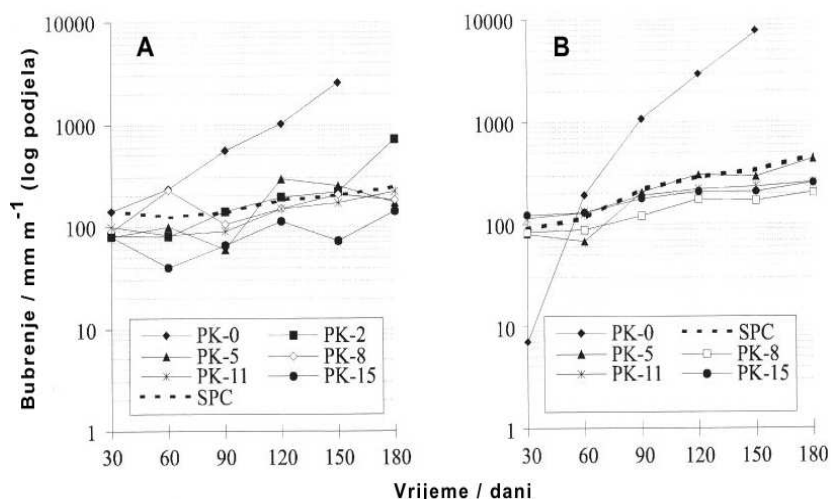 Bubrenje / mm m⁻¹ (log podjela)
A
10000
1000
100
10
1
PK-0 PK-2
PK-5 PK-8
PK-11 PK-15
SPC
30 60 90 120 150 180
B
10000
1000
100
10
1
PK-0 SPC
PK-5 PK-8
PK-11 PK-15
30 60 90 120 150 180
Vrijeme / dani